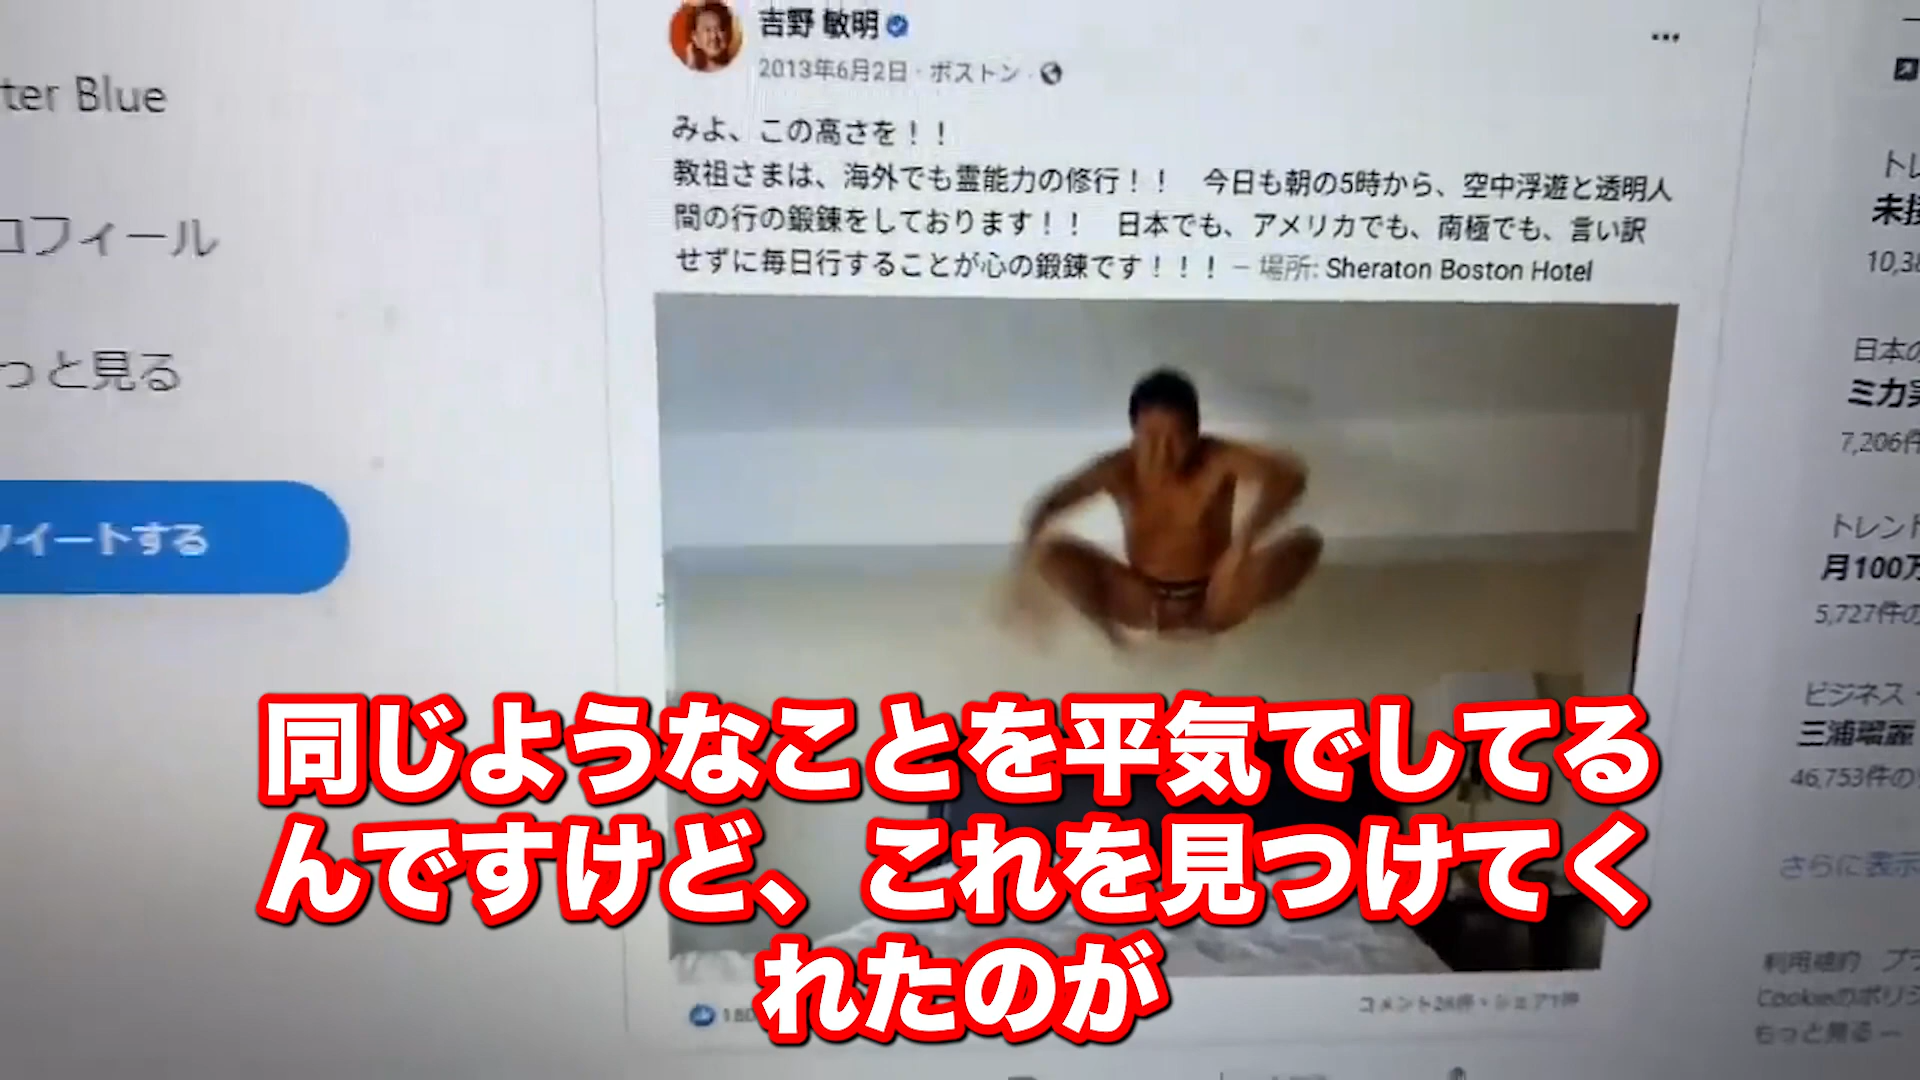 吉野 敏明
2013年6月2日・ボストン・
みよ、この高さを！！
教祖さまは、海外でも霊能力の修行！！　今日も朝の5時から、空中浮遊と透明人
間の行の鍛錬をしております！！　日本でも、アメリカでも、南極でも、言い訳
せずに毎日行することが心の鍛錬です！！！ – 場所: Sheraton Boston Hotel
ter Blue
ロフィール
っと見る
ツイートする
トレ
未
10,38
日本の
ミカ
7,206件
トレンド
月100万
5,727件の
ビジネス
三浦瑠麗
46,753件の
さらに表示
利用規約 プラ
Cookieのポリシ
もっと見る
コメント26件・シェア1件
同じようなことを平気でしてる
んですけど、これを見つけてく
れたのが